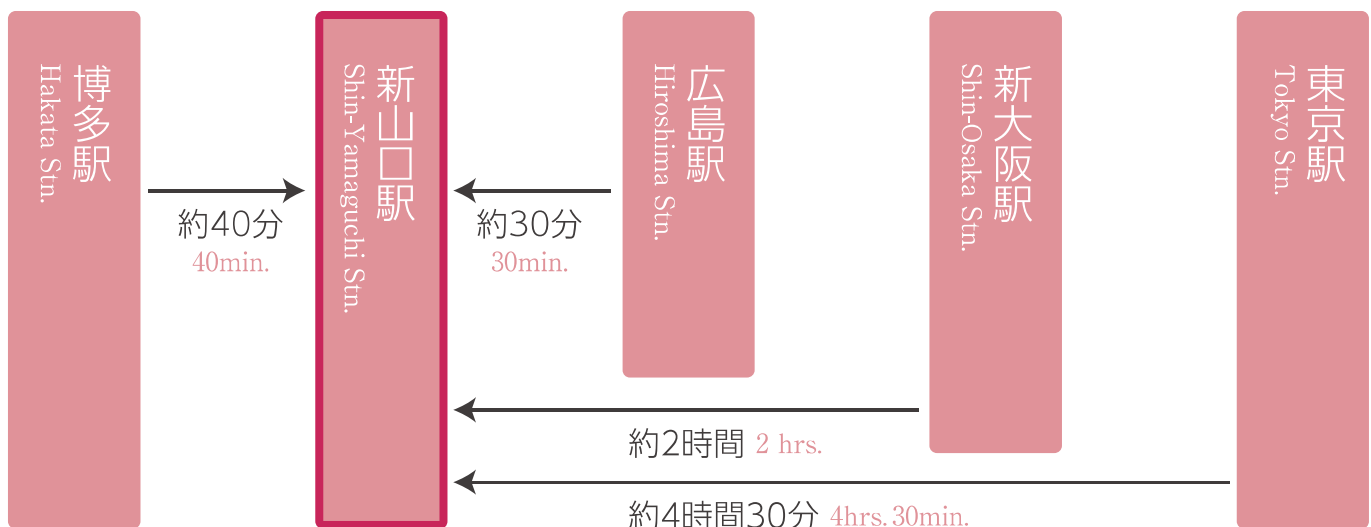 博多駅
Hakata Stn.
約40分
40min.
新山口駅
Shin-Yamaguchi Stn.
約30分
30min.
広島駅
Hiroshima Stn.
新大阪駅
Shin-Osaka Stn.
東京駅
Tokyo Stn.
約2時間 2 hrs.
約4時間30分 4hrs. 30min.